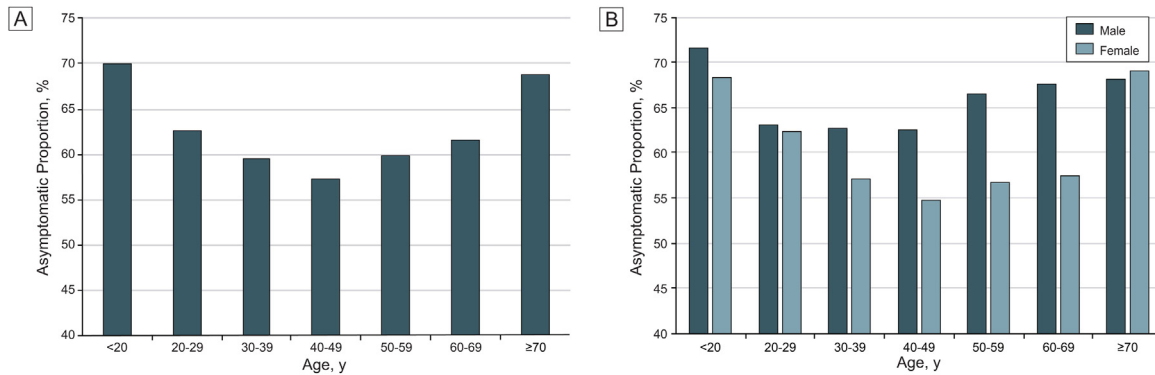 A
Asymptomatic Proportion, %
75
70
65
60
55
50
45
40
<20 20-29 30-39 40-49 50-59 60-69 ≥70
Age, y
B
Asymptomatic Proportion, %
75
70
65
60
55
50
45
40
Male
Female
<20 20-29 30-39 40-49 50-59 60-69 ≥70
Age, y